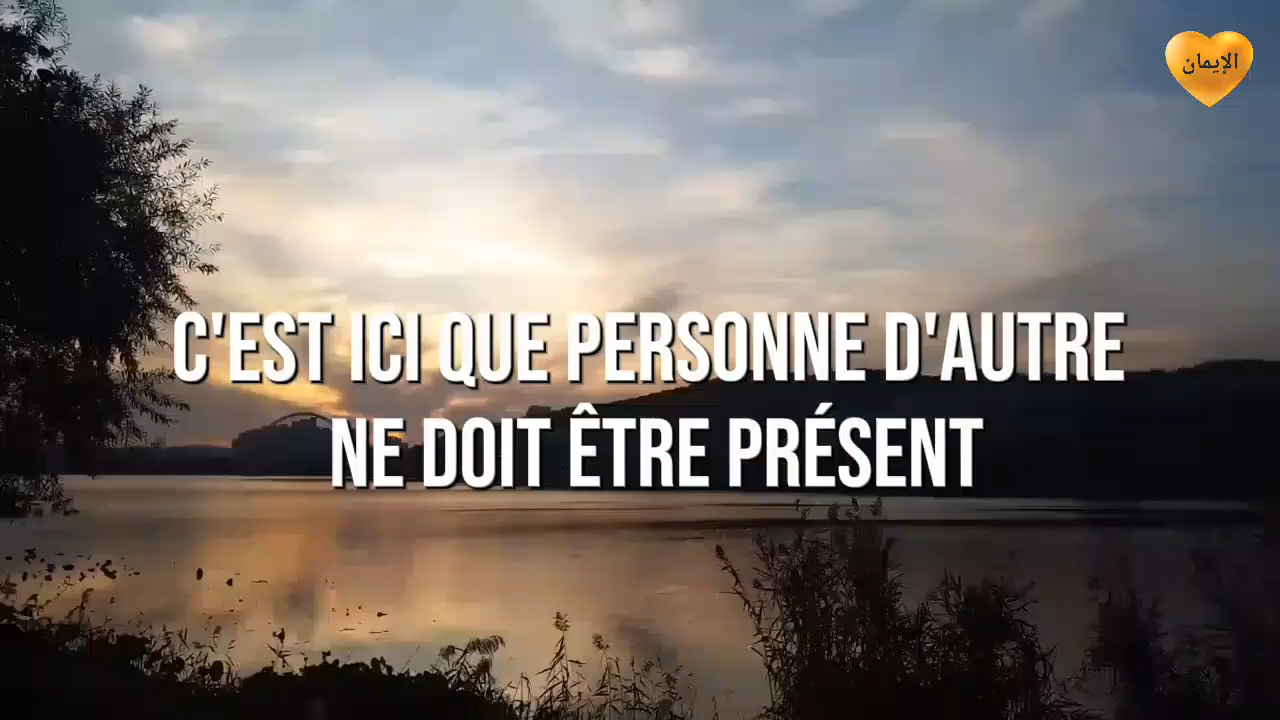 الإيمان
C'EST ICI QUE PERSONNE D'AUTRE
NE DOIT ÊTRE PRÉSENT